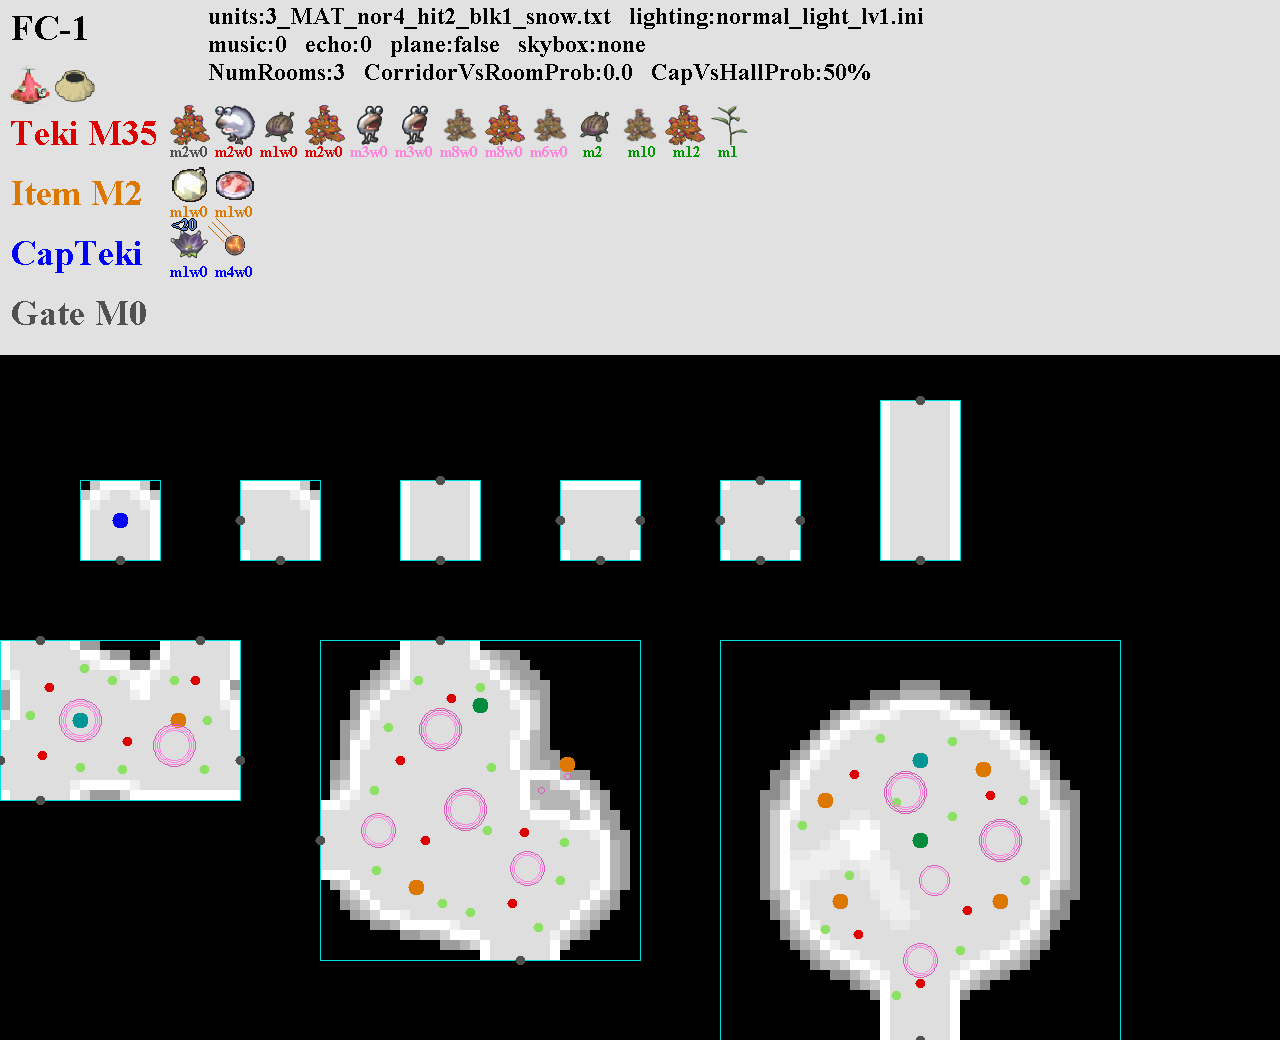 FC-1
units:3_MAT_nor4_hit2_blk1_snow.txt lighting:normal_light_lv1.ini
music:0 echo:0 plane:false skybox:none
NumRooms:3 CorridorVsRoomProb:0.0 CapVsHallProb:50%
Teki M35
m2w0 m2w0 m1w0 m2w0 m3w0 m3w0 m8w0 m8w0 m6w0 m2 m10 m12 m1
Item M2
m1w0 m1w0
<20
CapTeki
m1w0 m4w0
Gate M0